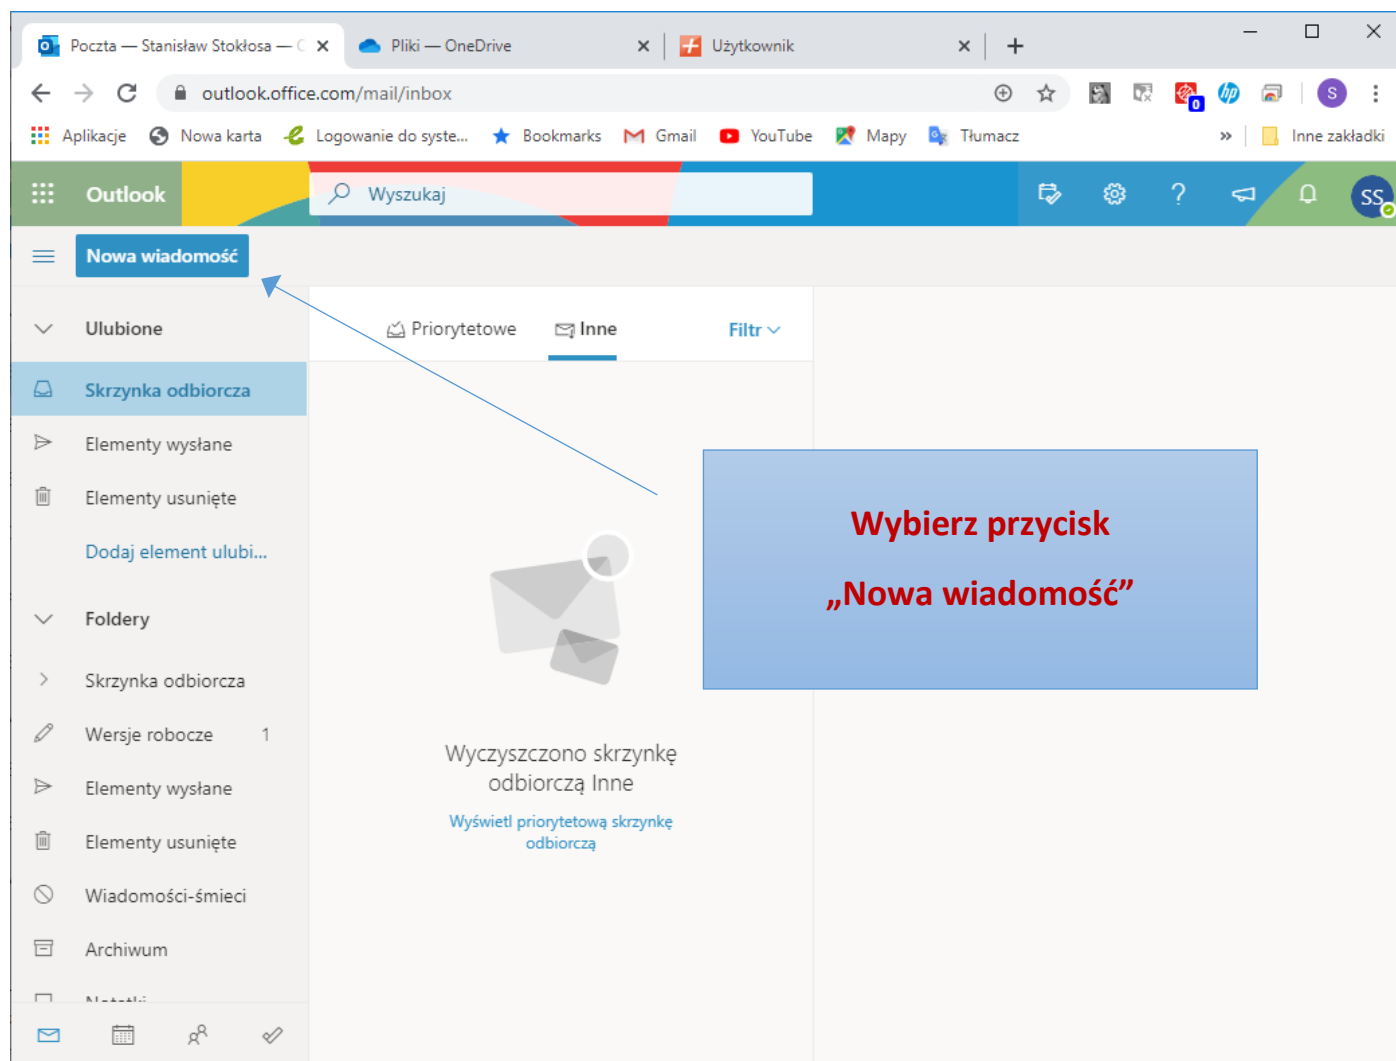 Poczta — Stanisław Stokłosa —
Pliki — OneDrive
Użytkownik
outlook.office.com/mail/inbox
0
S
Aplikacje
Nowa karta
Logowanie do syste...
Bookmarks
Gmail
YouTube
Mapy
Tłumacz
»
Inne zakładki
Outlook
Wyszukaj
SS
Nowa wiadomość
Ulubione
Priorytetowe
Inne
Filtr
Skrzynka odbiorcza
Elementy wysłane
Elementy usunięte
Dodaj element ulubi...
Wybierz przycisk
„Nowa wiadomość”
Foldery
Skrzynka odbiorcza
Wersje robocze 1
Elementy wysłane
Elementy usunięte
Wiadomości-śmieci
Archiwum
Wyczyszczono skrzynkę
odbiorczą Inne
Wyświetl priorytetową skrzynkę
odbiorczą